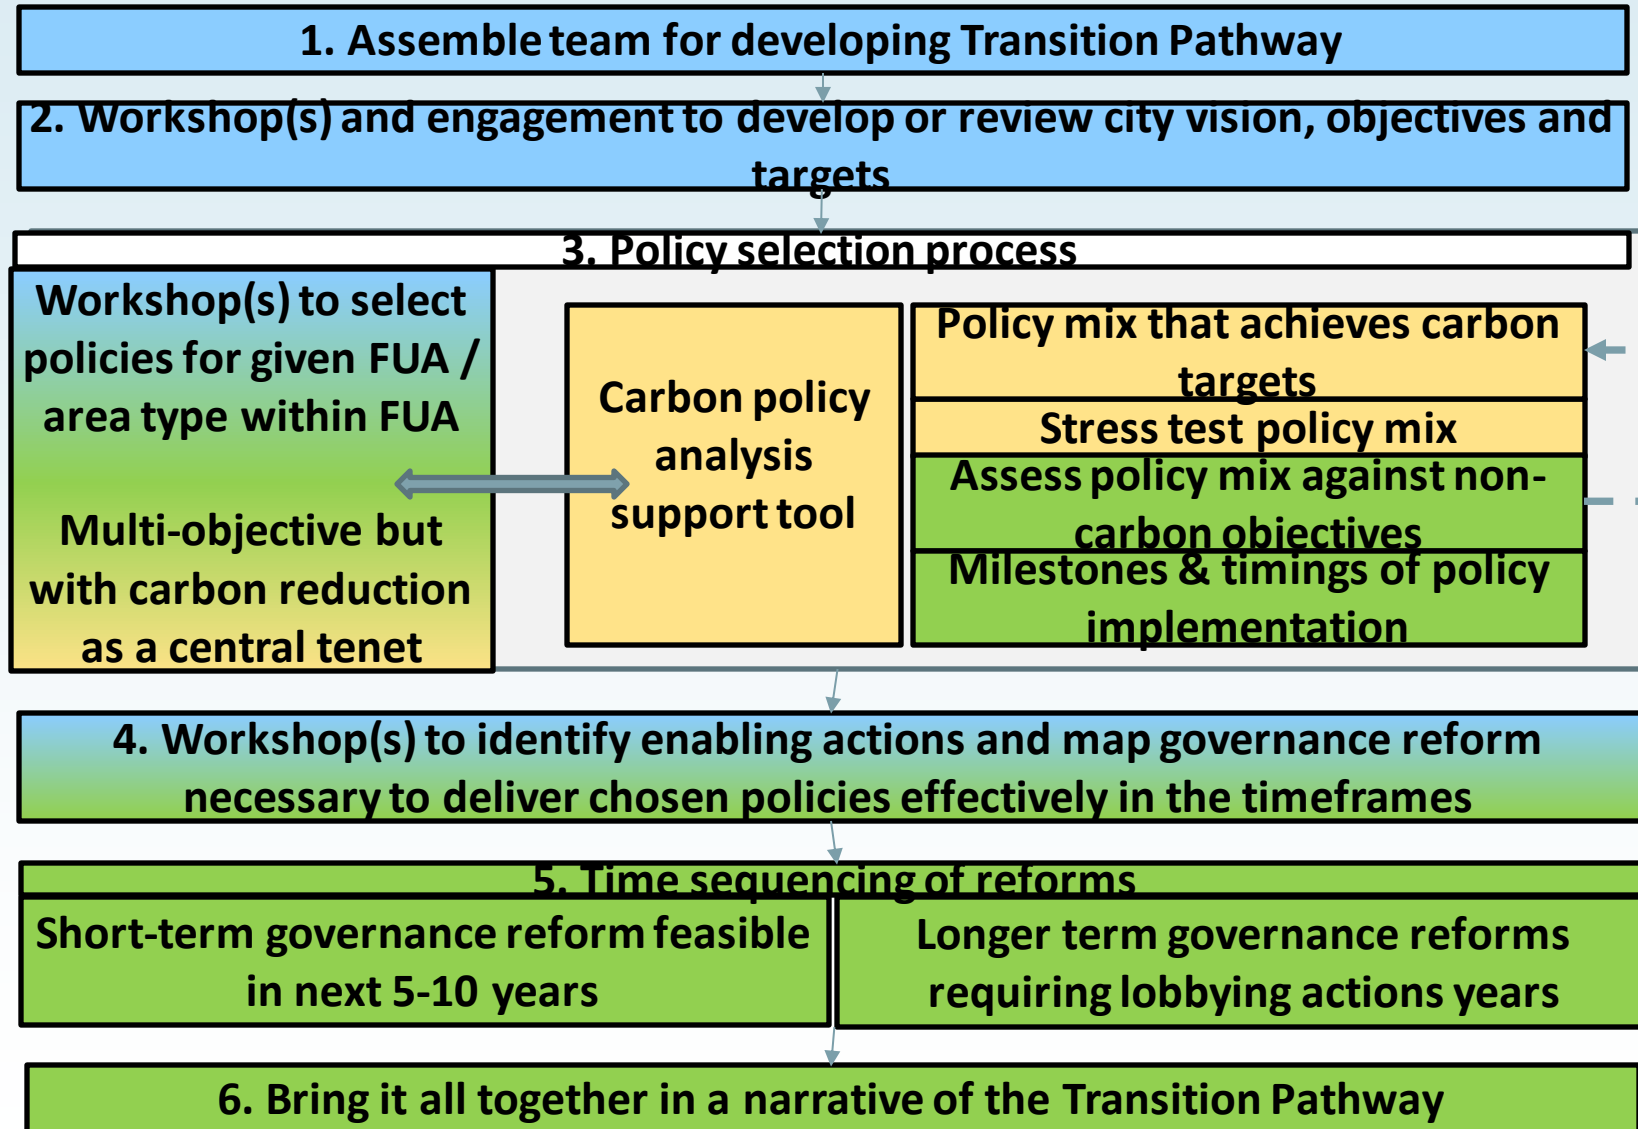 1. Assemble team for developing Transition Pathway
2. Workshop(s) and engagement to develop or review city vision, objectives and
targets
3. Policy selection process
Workshop(s) to select
policies for given FUA /
area type within FUA
Multi-objective but
with carbon reduction
as a central tenet
Carbon policy
analysis
support tool
Policy mix that achieves carbon
targets
Stress test policy mix
Assess policy mix against non-
carbon objectives
Milestones & timings of policy
implementation
4. Workshop(s) to identify enabling actions and map governance reform
necessary to deliver chosen policies effectively in the timeframes
5. Time sequencing of reforms
Short-term governance reform feasible
in next 5-10 years
Longer term governance reforms
requiring lobbying actions years
6. Bring it all together in a narrative of the Transition Pathway